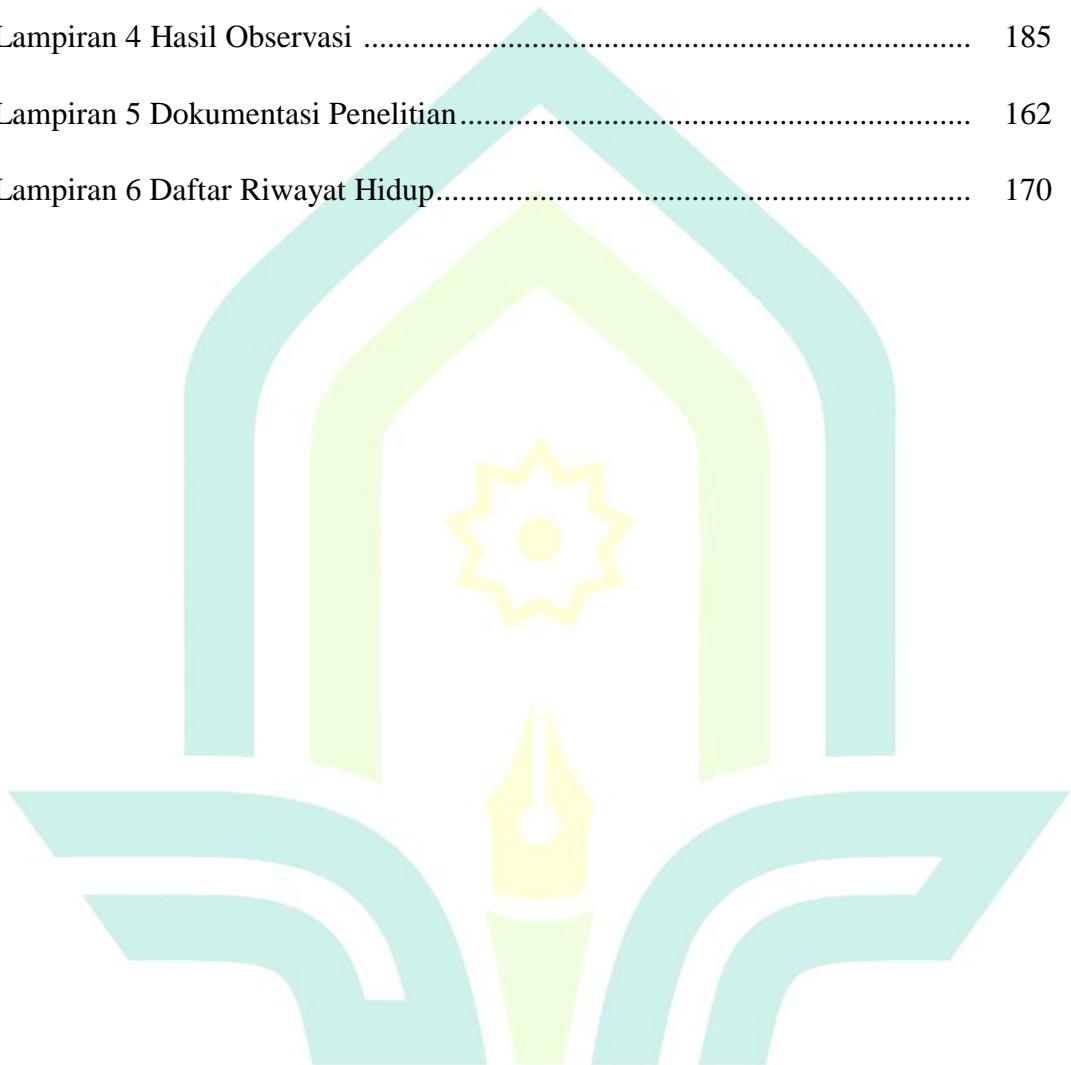 Lampiran 4 Hasil Observasi ............................................................................. 185
Lampiran 5 Dokumentasi Penelitian ................................................................. 162
Lampiran 6 Daftar Riwayat Hidup.................................................................... 170